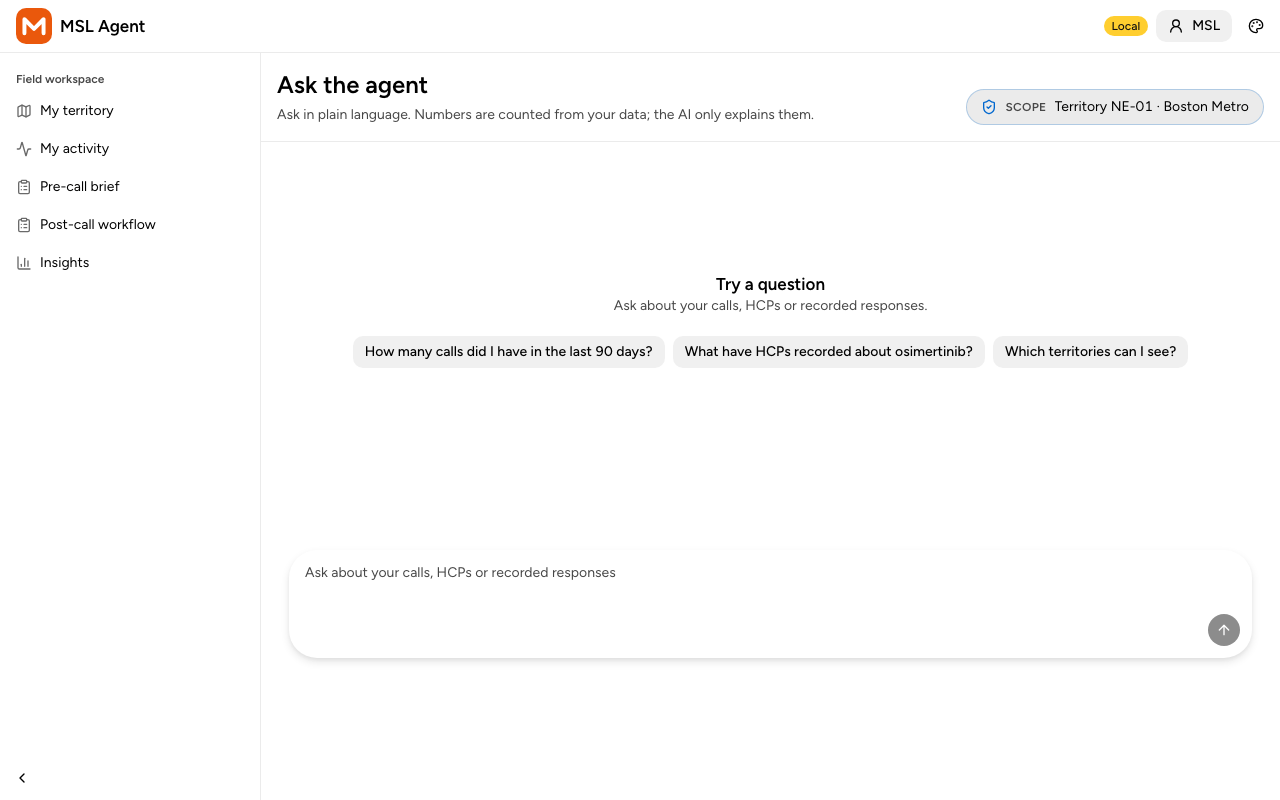 MSL Agent
Local
MSL
Field workspace
My territory
My activity
Pre-call brief
Post-call workflow
Insights
Ask the agent
Ask in plain language. Numbers are counted from your data; the AI only explains them.
SCOPE Territory NE-01 · Boston Metro
Try a question
Ask about your calls, HCPs or recorded responses.
How many calls did I have in the last 90 days?
What have HCPs recorded about osimertinib?
Which territories can I see?
Ask about your calls, HCPs or recorded responses